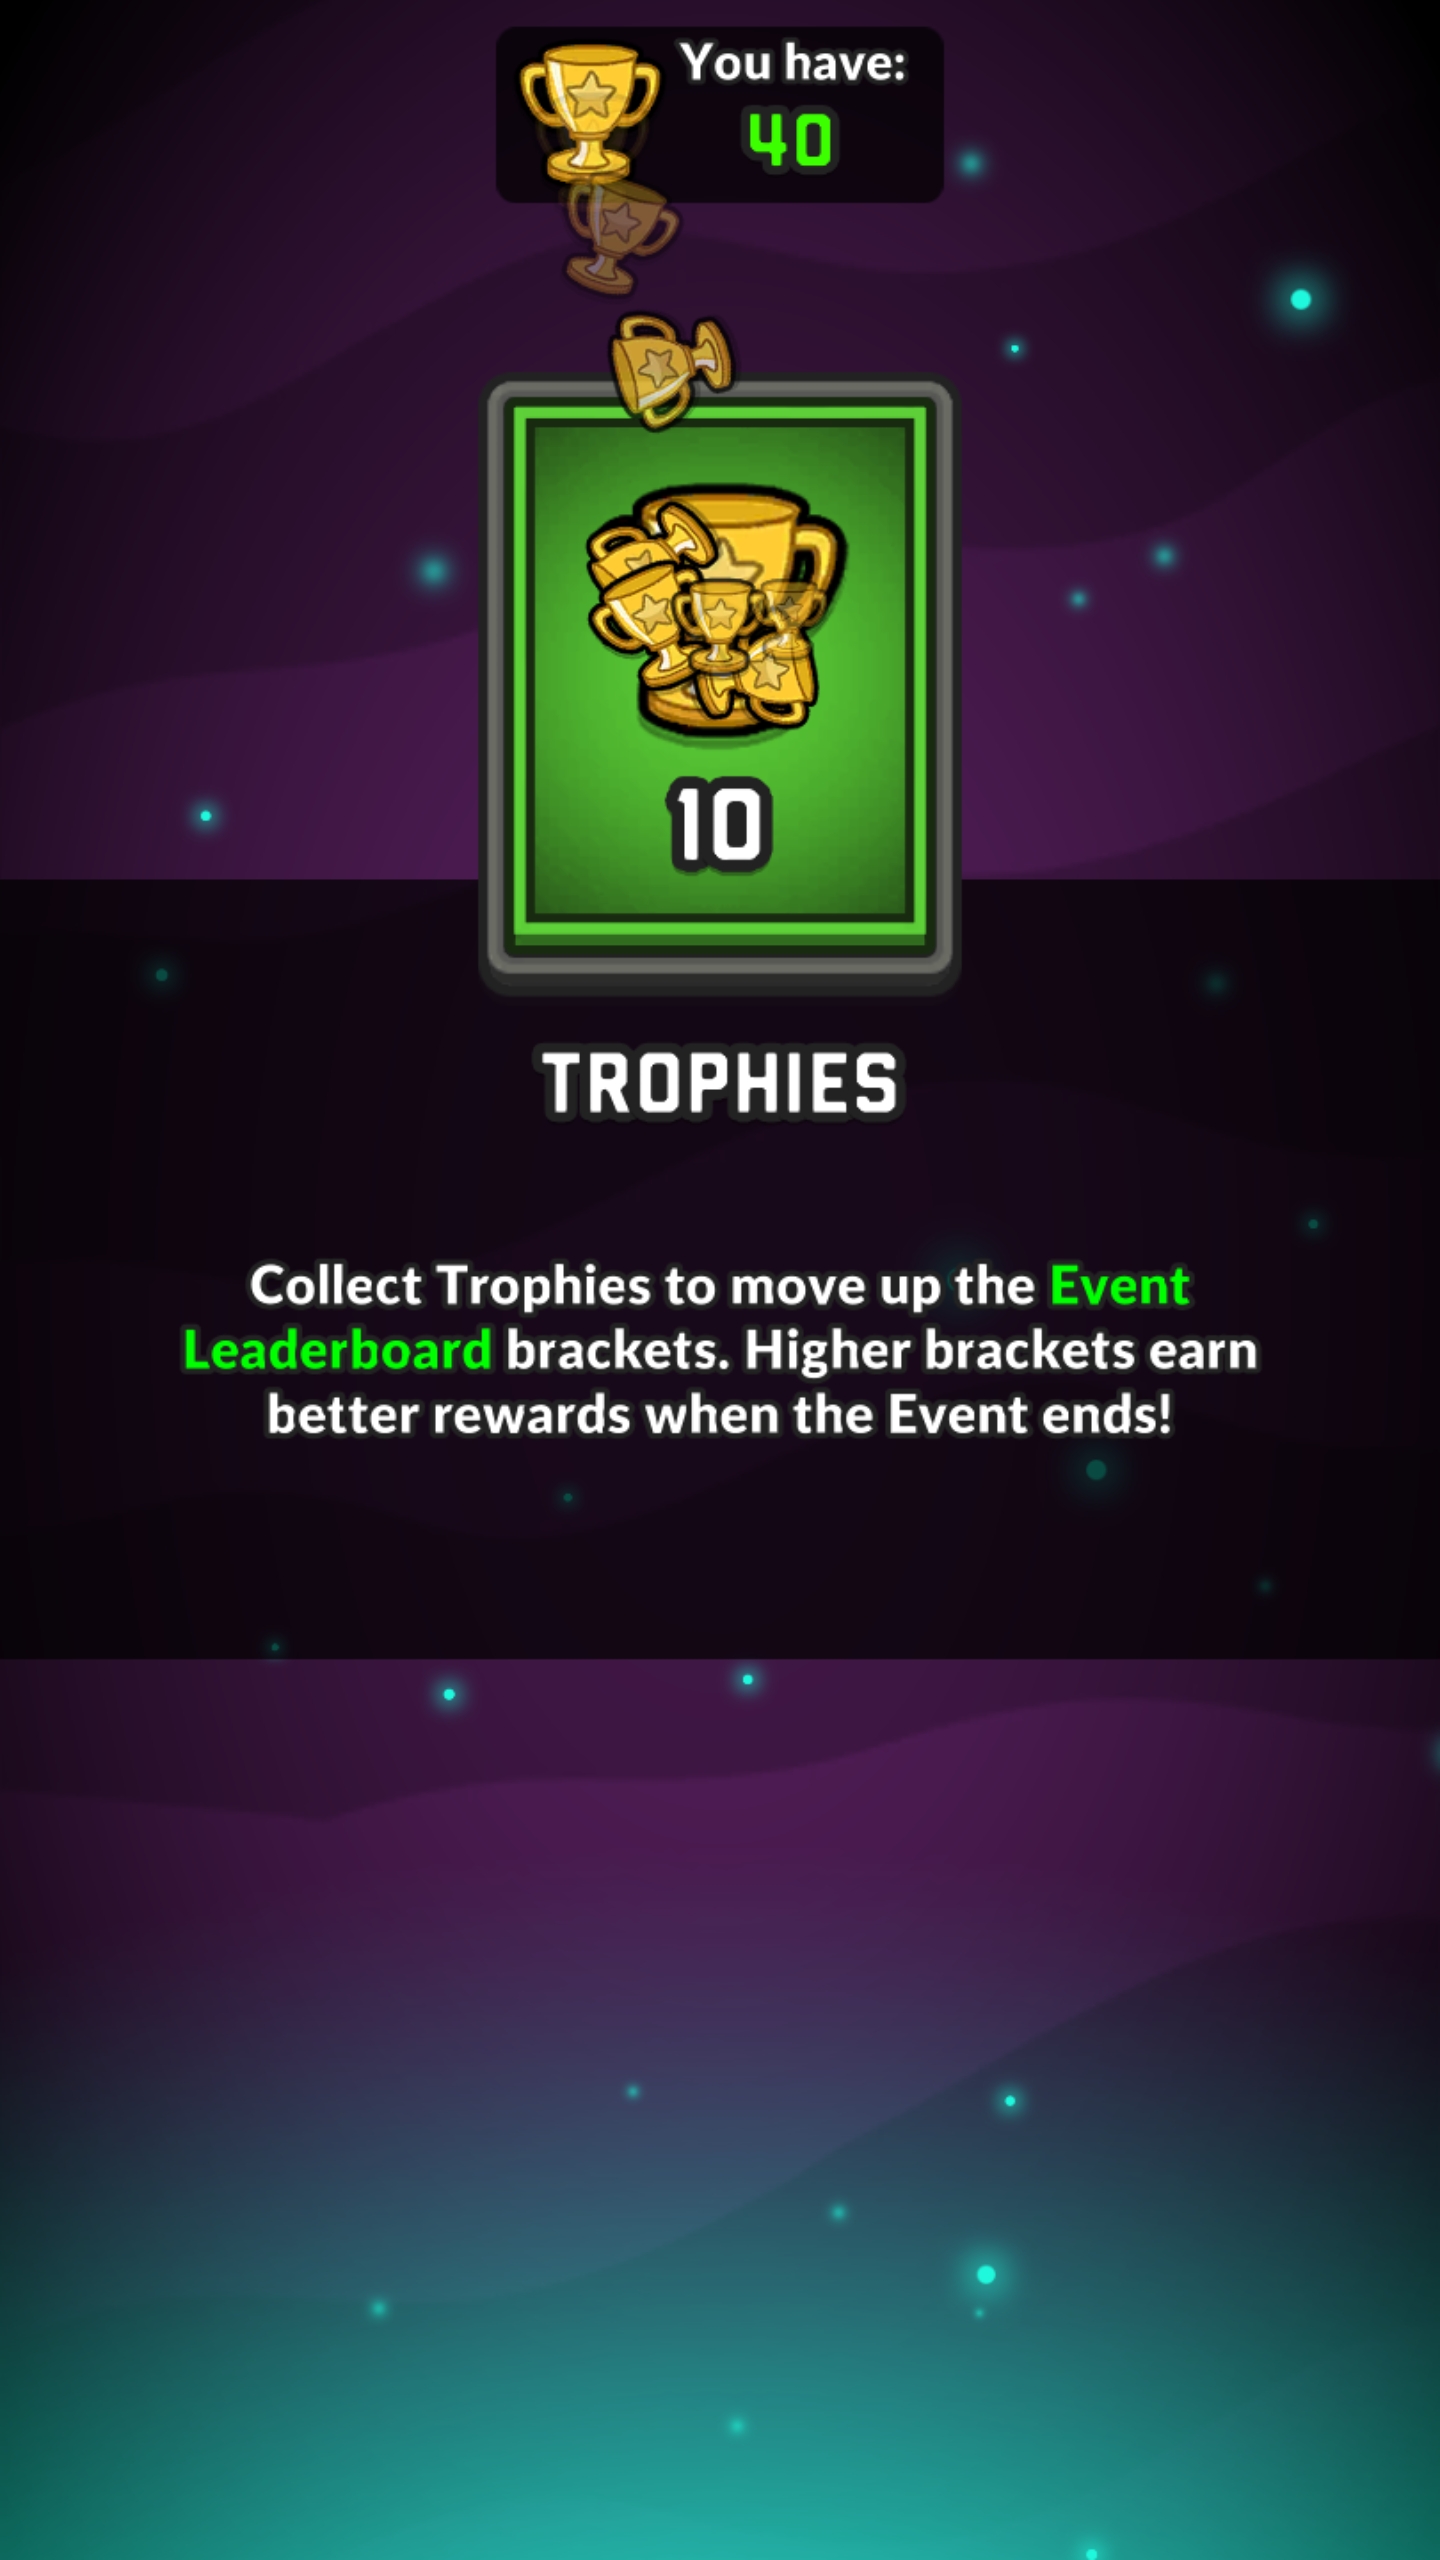 You have:
40
10
TROPHIES
Collect Trophies to move up the Event
Leaderboard brackets. Higher brackets earn
better rewards when the Event ends!